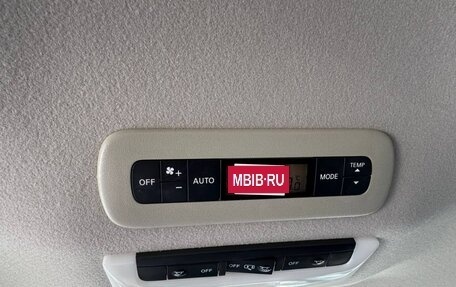 TEMP
OFF + AUTO MBIB·RU MODE
−
OFF OFF OFF